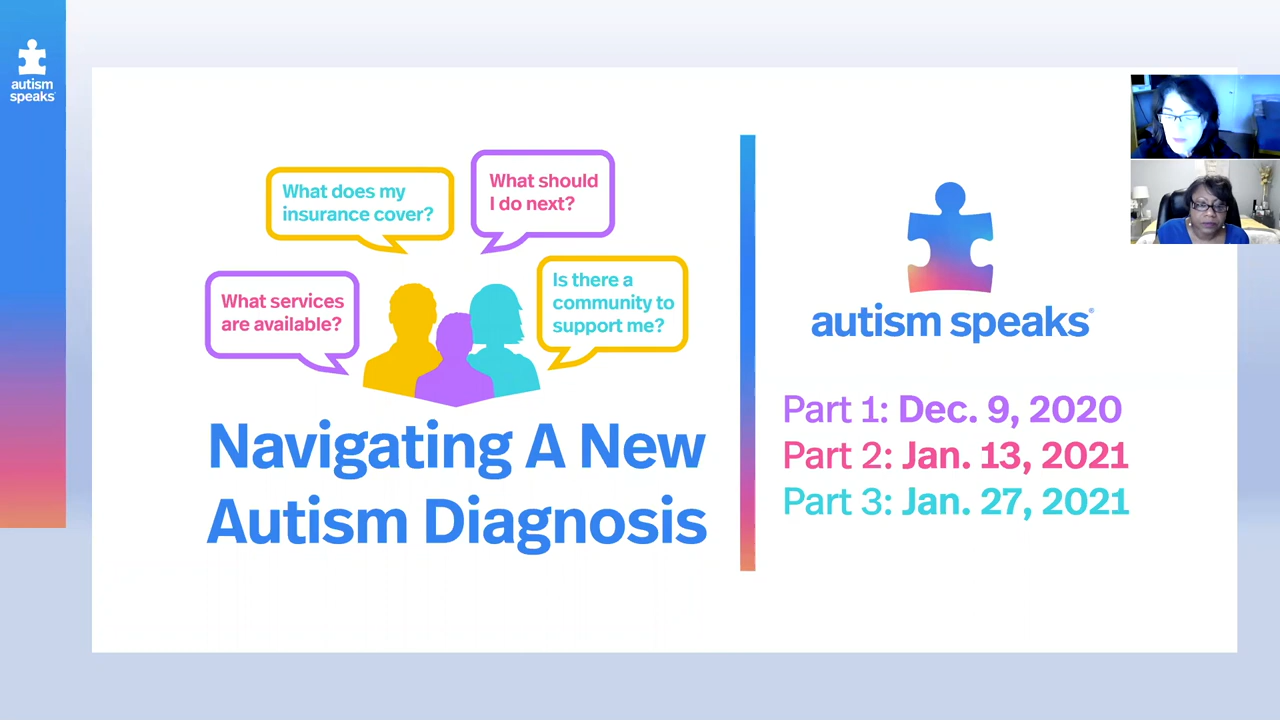 autism
speaks
What does my
insurance cover?
What should
I do next?
What services
are available?
Is there a
community to
support me?
Navigating A New
Autism Diagnosis
autism speaks®
Part 1: Dec. 9, 2020
Part 2: Jan. 13, 2021
Part 3: Jan. 27, 2021